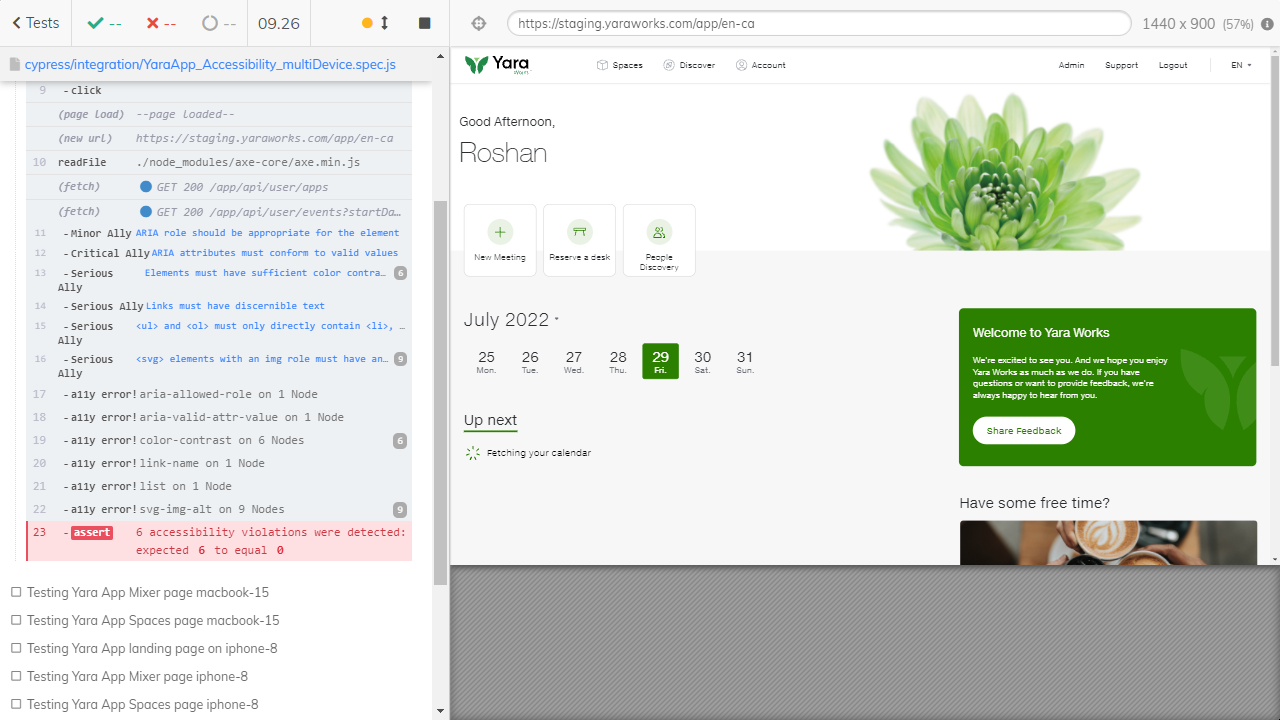 Tests
--
--
--
09.26
https://staging.yaraworks.com/app/en-ca
1440 x 900 (57%)
cypress/integration/YaraApp_Accessibility_multiDevice.spec.js
9 -click
(page load) --page loaded--
(new url) https://staging.yaraworks.com/app/en-ca
10 readFile ./node_modules/axe-core/axe.min.js
(fetch) GET 200 /app/api/user/apps
(fetch) GET 200 /app/api/user/events?startDa…
11 -Minor Ally ARIA role should be appropriate for the element
12 -Critical Ally ARIA attributes must conform to valid values
13 -Serious Elements must have sufficient color contra… 6
Ally
14 -Serious Ally Links must have discernible text
15 -Serious <ul> and <ol> must only directly contain <li>, …
Ally
16 -Serious <svg> elements with an img role must have an… 9
Ally
17 -a11y error! aria-allowed-role on 1 Node
18 -a11y error! aria-valid-attr-value on 1 Node
19 -a11y error! color-contrast on 6 Nodes 6
20 -a11y error! link-name on 1 Node
21 -a11y error! list on 1 Node
22 -a11y error! svg-img-alt on 9 Nodes 9
23 -assert 6 accessibility violations were detected:
expected 6 to equal 0
Testing Yara App Mixer page macbook-15
Testing Yara App Spaces page macbook-15
Testing Yara App landing page on iphone-8
Testing Yara App Mixer page iphone-8
Testing Yara App Spaces page iphone-8
Yara
Works
Spaces
Discover
Account
Admin
Support
Logout
EN
Good Afternoon,
Roshan
New Meeting
Reserve a desk
People
Discovery
July 2022
25 26 27 28 29 30 31
Mon. Tue. Wed. Thu. Fri. Sat. Sun.
Up next
Fetching your calendar
Welcome to Yara Works
We're excited to see you. And we hope you enjoy
Yara Works as much as we do. If you have
questions or want to provide feedback, we're
always happy to hear from you.
Share Feedback
Have some free time?